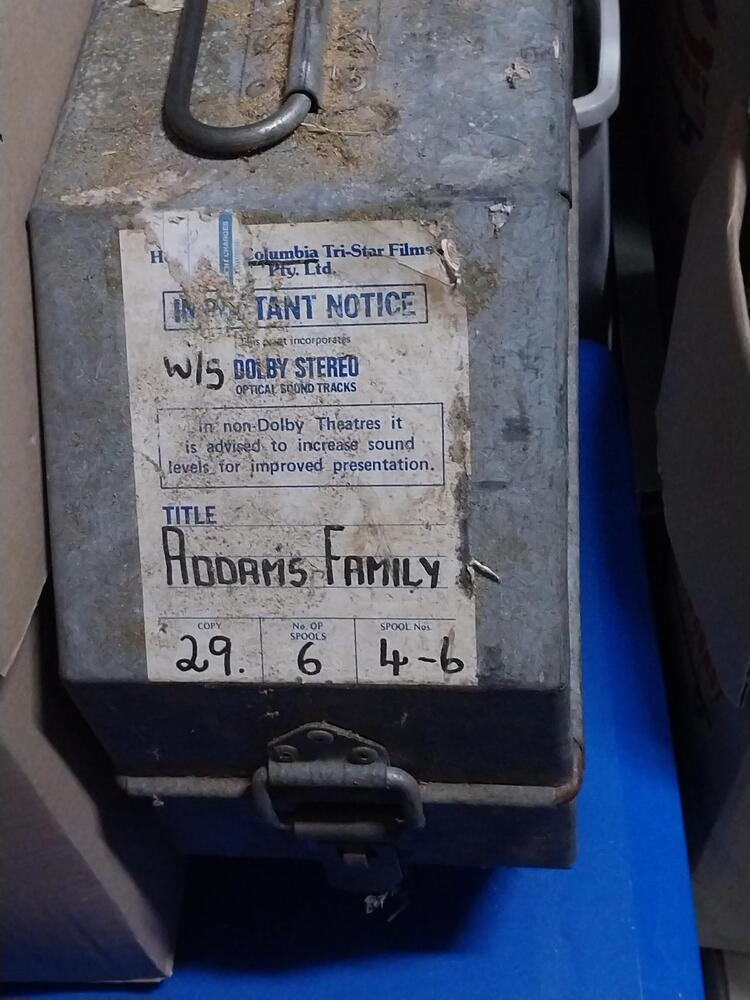 Columbia Tri-Star Films
Pty. Ltd.
IMPORTANT NOTICE
This print incorporates
W/S DOLBY STEREO
OPTICAL SOUND TRACKS
In non-Dolby Theatres it
is advised to increase sound
levels for improved presentation.
TITLE
ADDAMS FAMILY
COPY No. OF SPOOLS SPOOL Nos.
29. 6 4-6